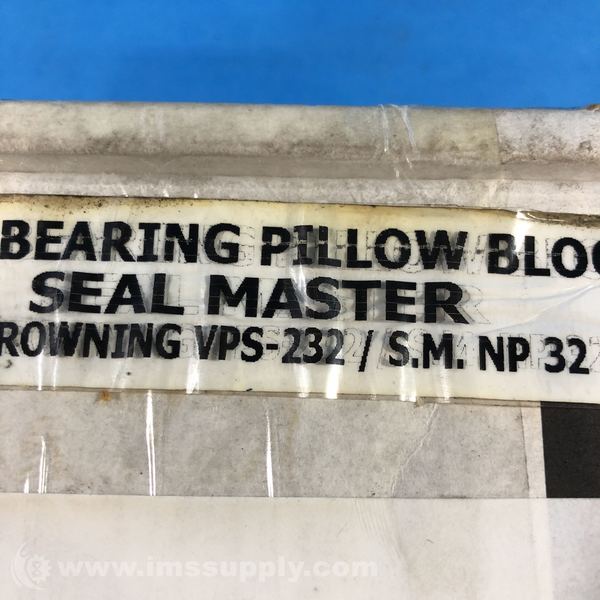 BEARING PILLOW BLOC
SEAL MASTER
ROWNING VPS-232 / S.M. NP 32
www.imssupply.com